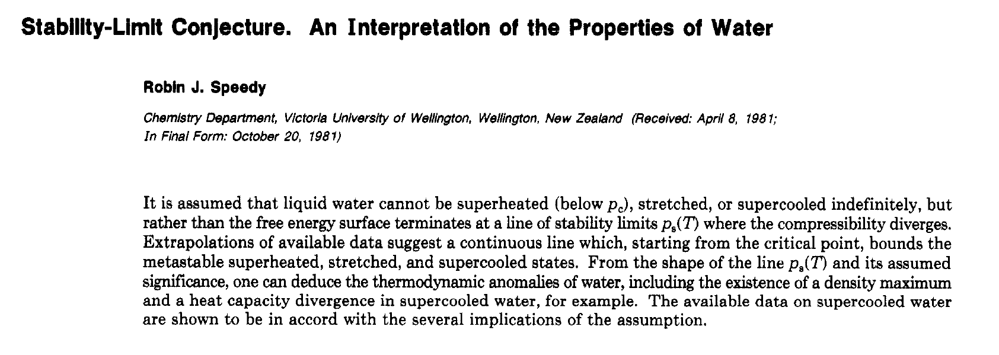 Stability-Limit Conjecture. An Interpretation of the Properties of Water
Robin J. Speedy
Chemistry Department, Victoria University of Wellington, Wellington, New Zealand (Received: April 8, 1981;
In Final Form: October 20, 1981)
It is assumed that liquid water cannot be superheated (below pc), stretched, or supercooled indefinitely, but
rather than the free energy surface terminates at a line of stability limits ps(T) where the compressibility diverges.
Extrapolations of available data suggest a continuous line which, starting from the critical point, bounds the
metastable superheated, stretched, and supercooled states. From the shape of the line ps(T) and its assumed
significance, one can deduce the thermodynamic anomalies of water, including the existence of a density maximum
and a heat capacity divergence in supercooled water, for example. The available data on supercooled water
are shown to be in accord with the several implications of the assumption.